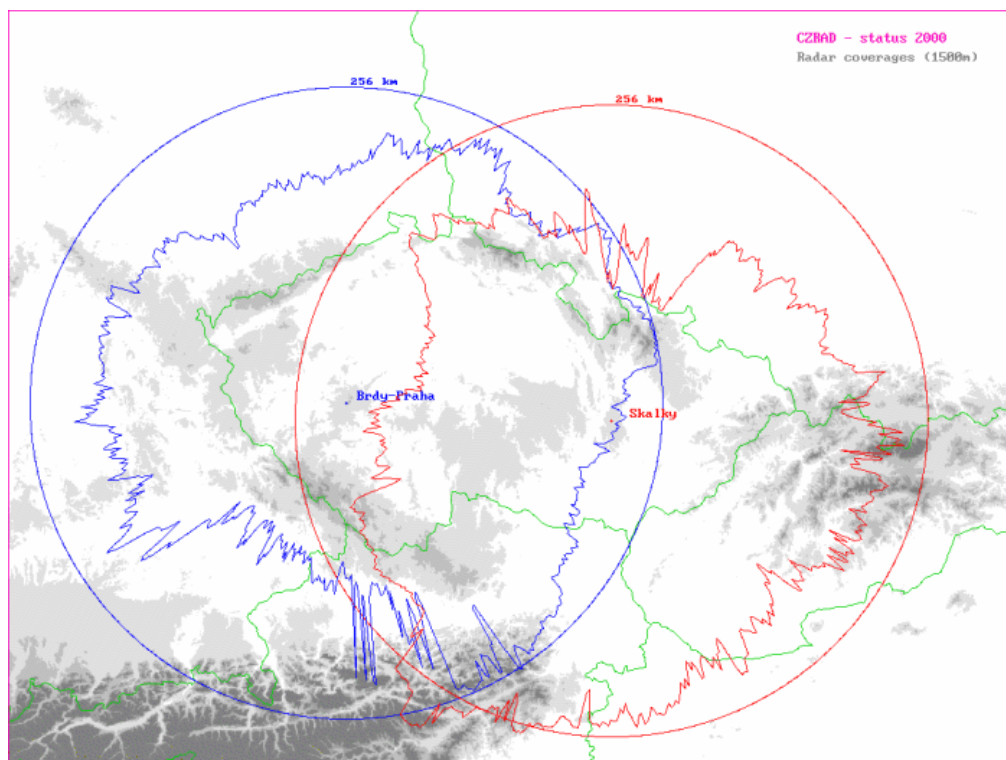 CZRAD - status 2000
Radar coverages (1500m)
256 km
256 km
Brdy-Praha
Skalky